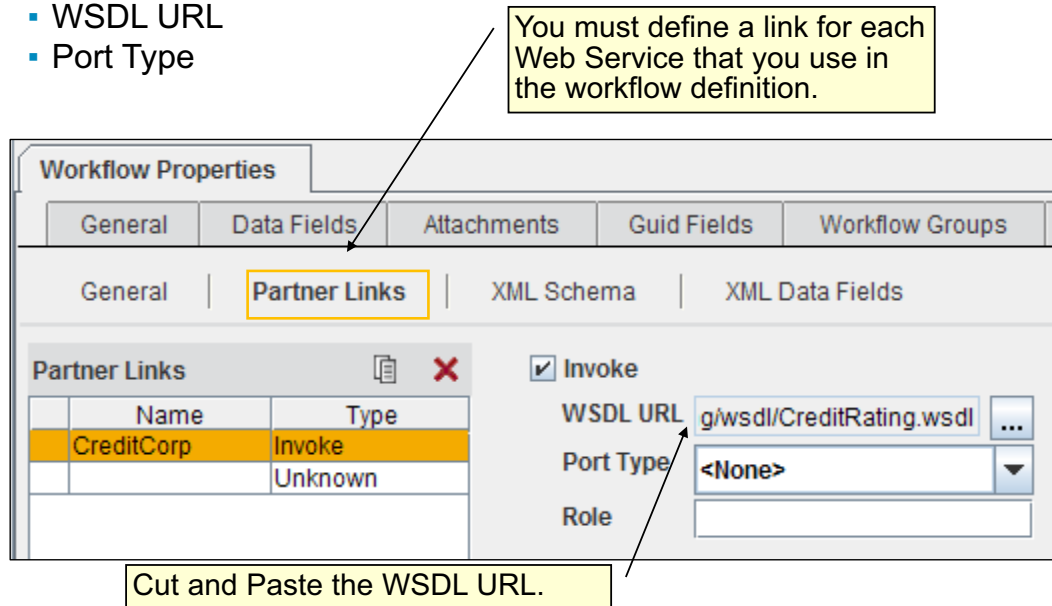 ▪ WSDL URL
▪ Port Type
You must define a link for each
Web Service that you use in
the workflow definition.
Workflow Properties
General Data Fields Attachments Guid Fields Workflow Groups
General | Partner Links | XML Schema | XML Data Fields
Partner Links
Name Type
CreditCorp Invoke
Unknown
Invoke
WSDL URL g/wsdl/CreditRating.wsdl ...
Port Type <None>
Role
Cut and Paste the WSDL URL.